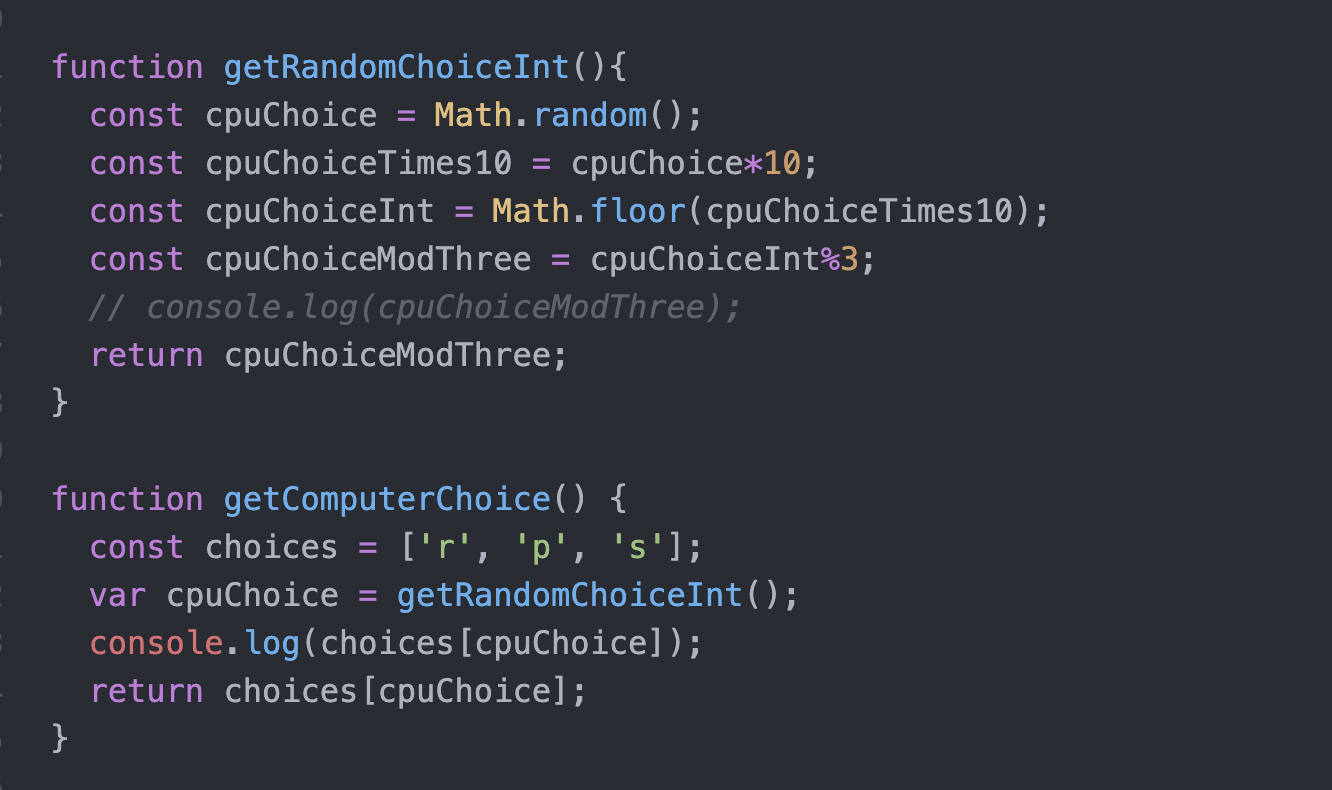 function getRandomChoiceInt(){
  const cpuChoice = Math.random();
  const cpuChoiceTimes10 = cpuChoice*10;
  const cpuChoiceInt = Math.floor(cpuChoiceTimes10);
  const cpuChoiceModThree = cpuChoiceInt%3;
  // console.log(cpuChoiceModThree);
  return cpuChoiceModThree;
}
function getComputerChoice() {
  const choices = ['r', 'p', 's'];
  var cpuChoice = getRandomChoiceInt();
  console.log(choices[cpuChoice]);
  return choices[cpuChoice];
}